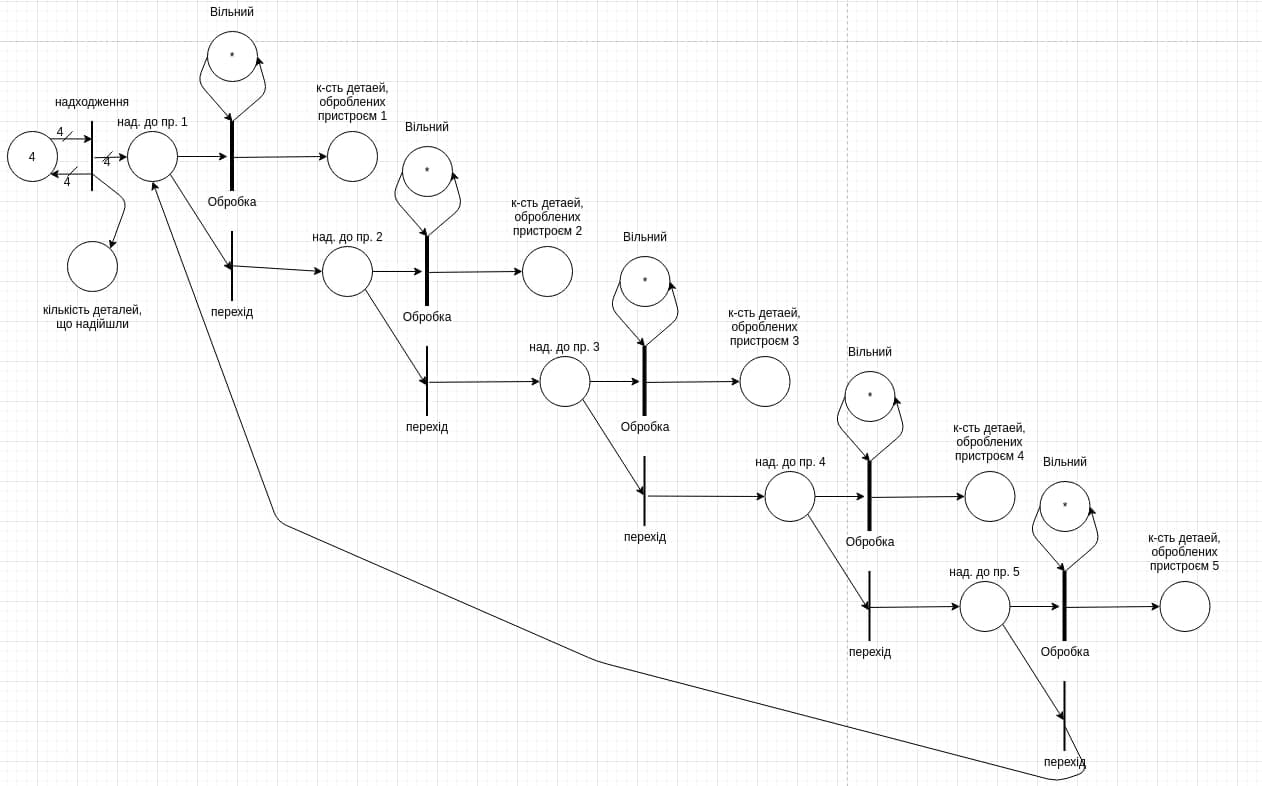 Вільний
*
к-сть детаей,
оброблених
пристроєм 1
надходження
над. до пр. 1
4
4
4
4
Обробка
Вільний
*
к-сть детаей,
оброблених
пристроєм 2
над. до пр. 2
кількість деталей,
що надійшли
перехід
Обробка
Вільний
*
к-сть детаей,
оброблених
пристроєм 3
над. до пр. 3
перехід
Обробка
Вільний
*
к-сть детаей,
оброблених
пристроєм 4
над. до пр. 4
перехід
Обробка
Вільний
*
к-сть детаей,
оброблених
пристроєм 5
над. до пр. 5
перехід
Обробка
перехід